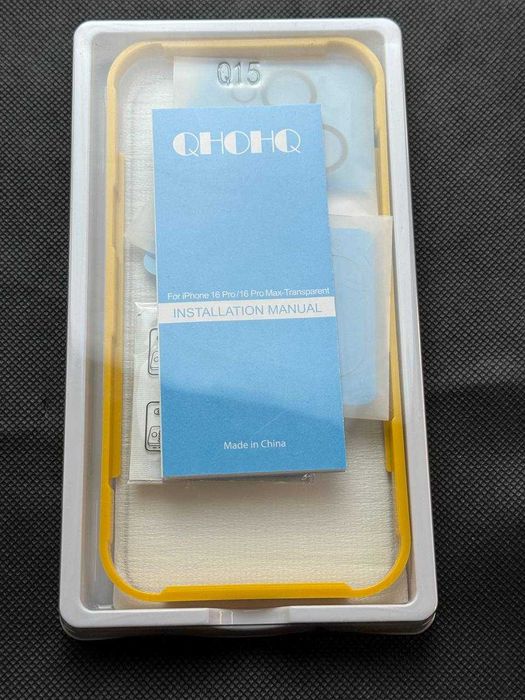 Q15
QHOHQ
For iPhone 16 Pro/16 Pro Max-Transparent
INSTALLATION MANUAL
Made in China